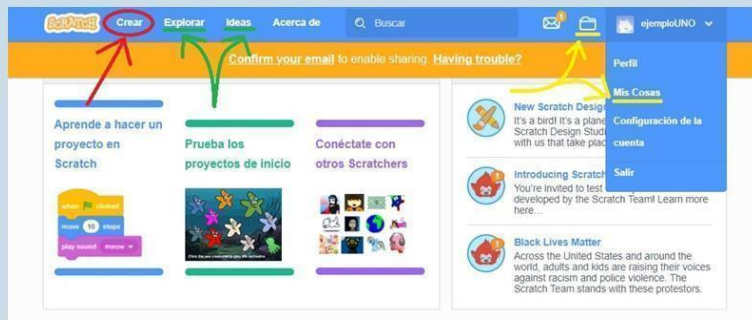 SCRATCH Crear Explorar Ideas Acerca de Buscar ejemploUNO
Confirm your email to enable sharing. Having trouble?
Perfil
Mis Cosas
Configuración de la
cuenta
Salir
Aprende a hacer un
proyecto en
Scratch
when clicked
move 10 steps
play sound meow
Prueba los
proyectos de inicio
Conéctate con
otros Scratchers
New Scratch Desig
It's a bird! It's a plane
Scratch Design Studi
with us that take plac
Introducing Scratch
You're invited to test
developed by the Scratch Team! Learn more
here...
Black Lives Matter
Across the United States and around the
world, adults and kids are raising their voices
against racism and police violence. The
Scratch Team stands with these protestors.